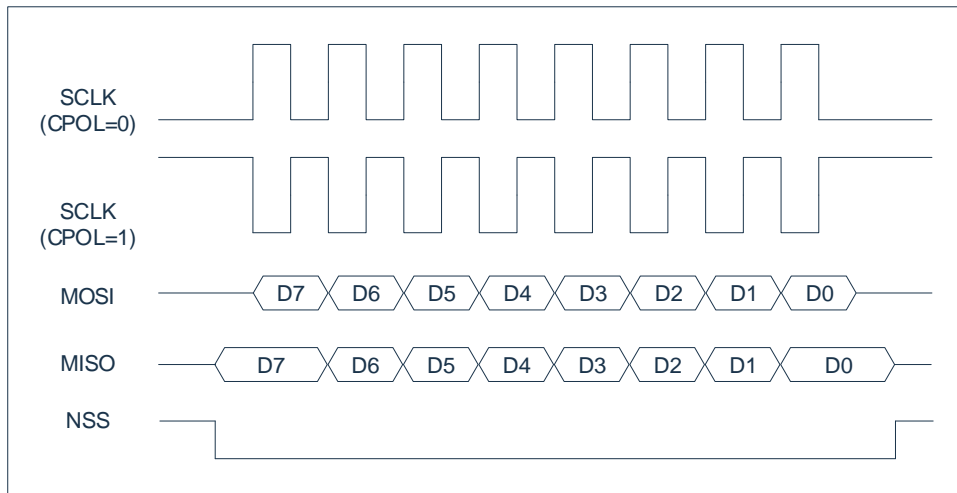 SCLK
(CPOL=0)
SCLK
(CPOL=1)
MOSI D7 D6 D5 D4 D3 D2 D1 D0
MISO D7 D6 D5 D4 D3 D2 D1 D0
NSS